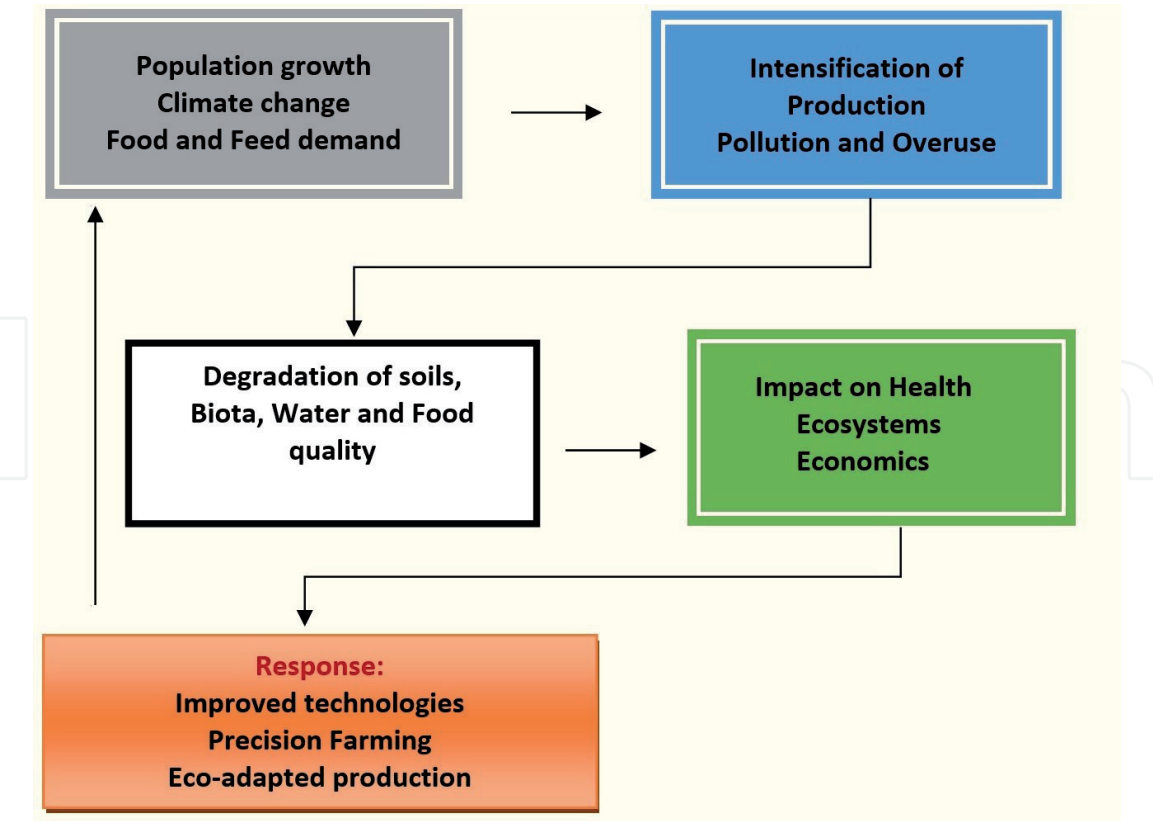 Population growth
Climate change
Food and Feed demand
Intensification of
Production
Pollution and Overuse
Degradation of soils,
Biota, Water and Food
quality
Impact on Health
Ecosystems
Economics
Response:
Improved technologies
Precision Farming
Eco-adapted production